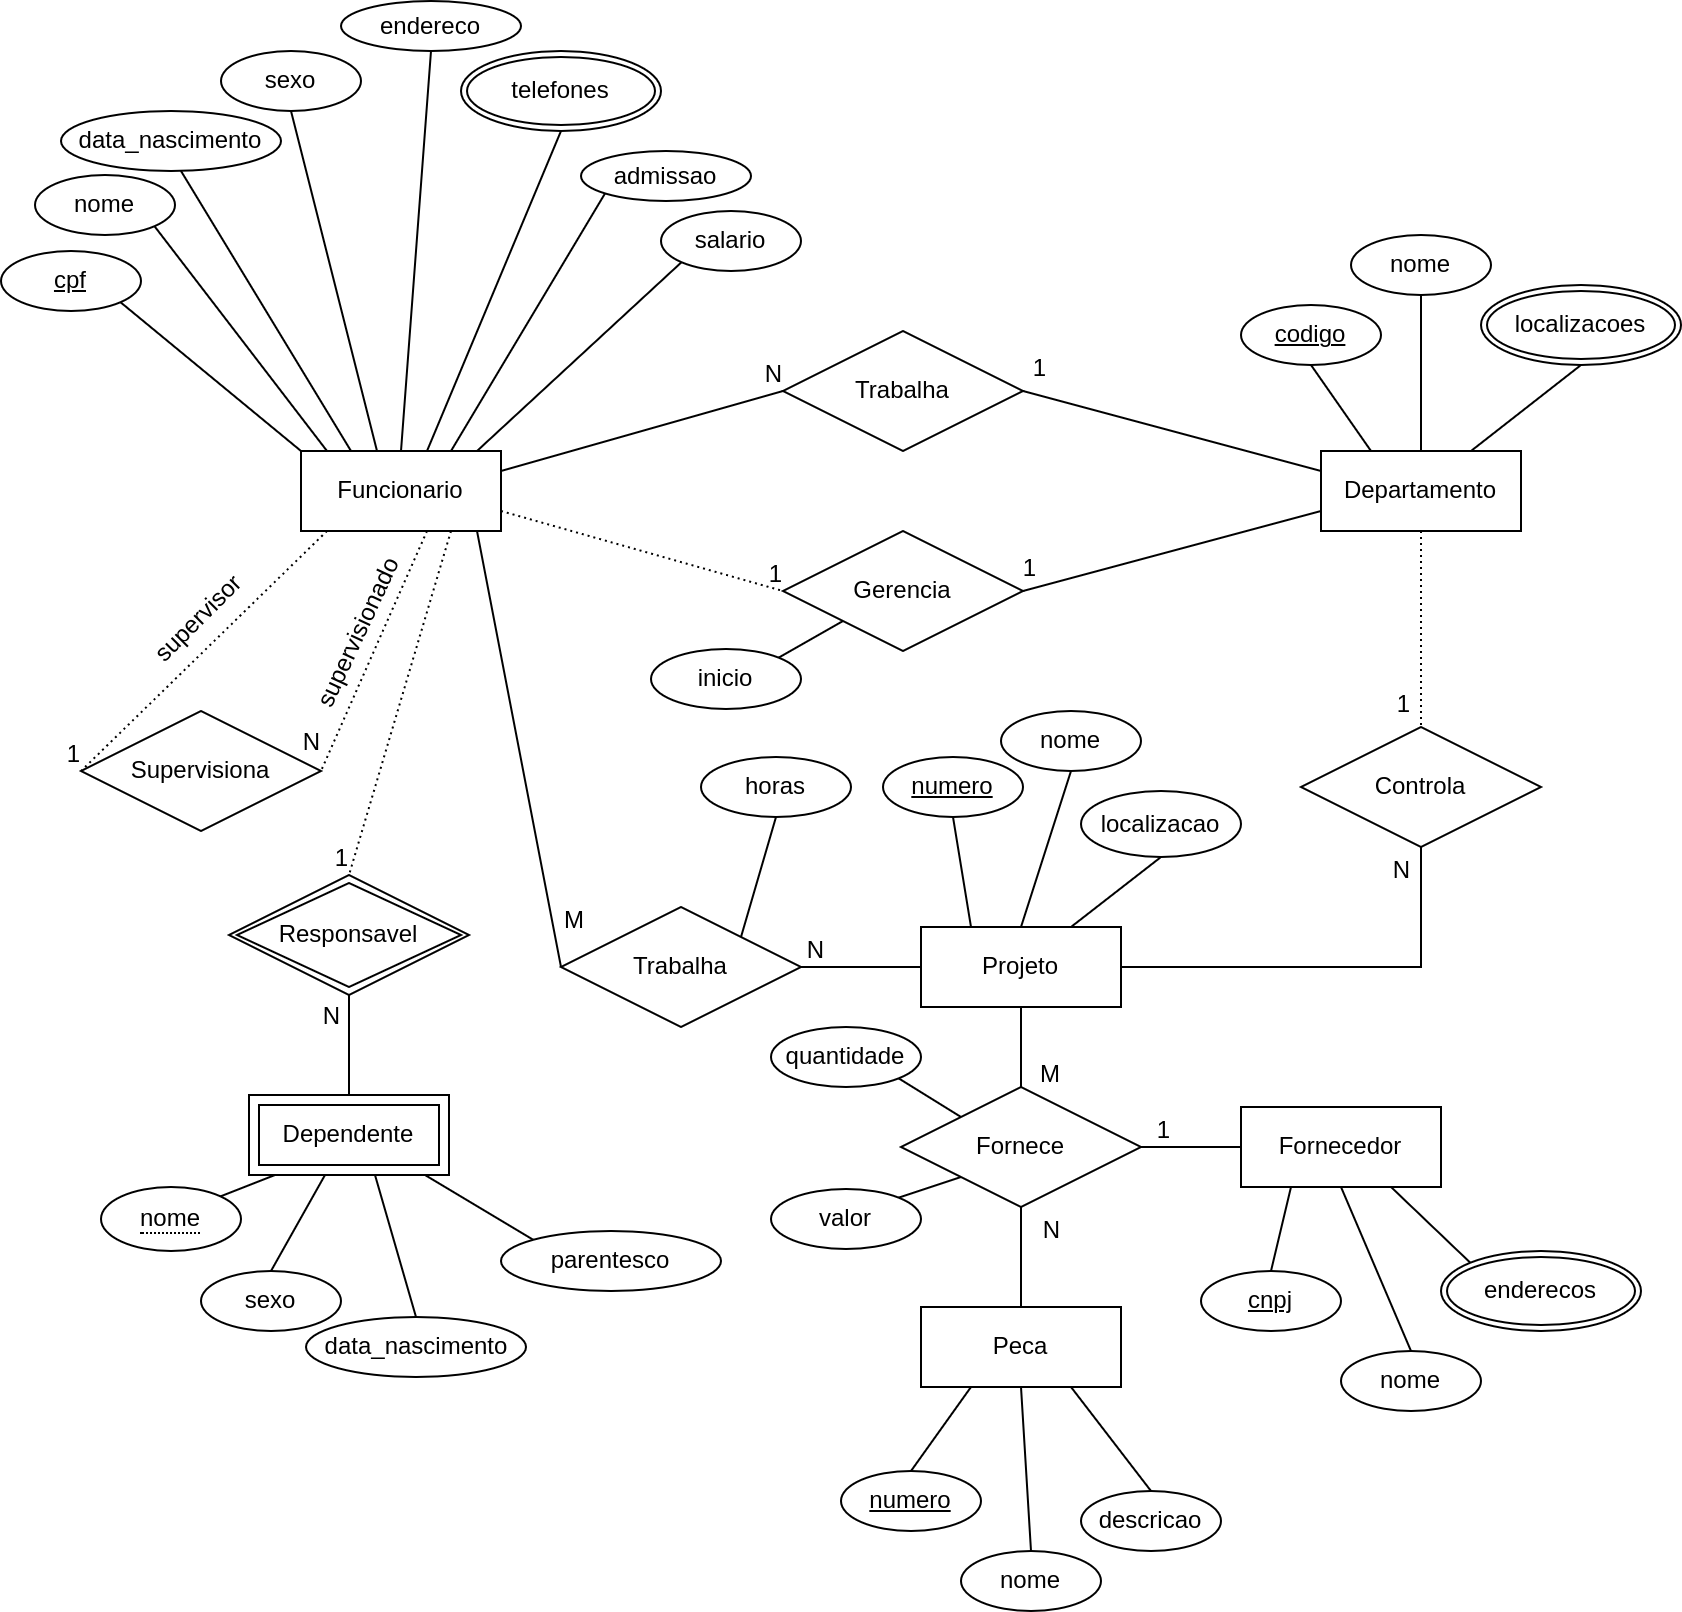 endereco
sexo
telefones
data_nascimento
admissao
nome
salario
cpf
nome
codigo
localizacoes
N
Trabalha
1
Funcionario
Departamento
1
Gerencia
1
supervisor
supervisionado
inicio
1
N
Supervisiona
1
Controla
N
nome
horas
numero
localizacao
1
Responsavel
N
M
Trabalha
N
Projeto
quantidade
M
Fornece
1
Fornecedor
valor
N
Dependente
nome
sexo
data_nascimento
parentesco
cnpj
enderecos
nome
Peca
numero
descricao
nome